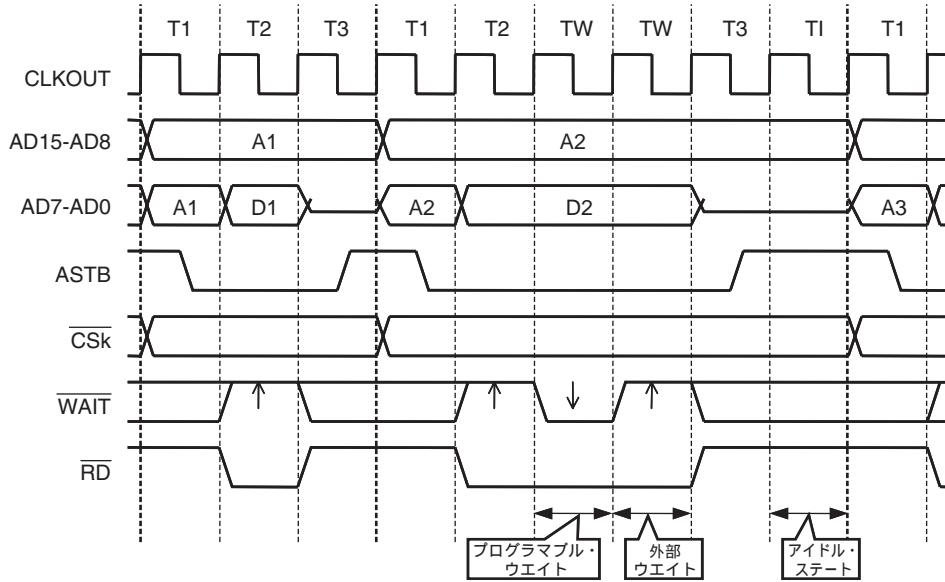 T1 T2 T3 T1 T2 TW TW T3 TI T1
CLKOUT
AD15-AD8 A1 A2
AD7-AD0 A1 D1 A2 D2 A3
ASTB
CSk
WAIT
RD
プログラマブル・
ウエイト
外部
ウエイト
アイドル・
ステート